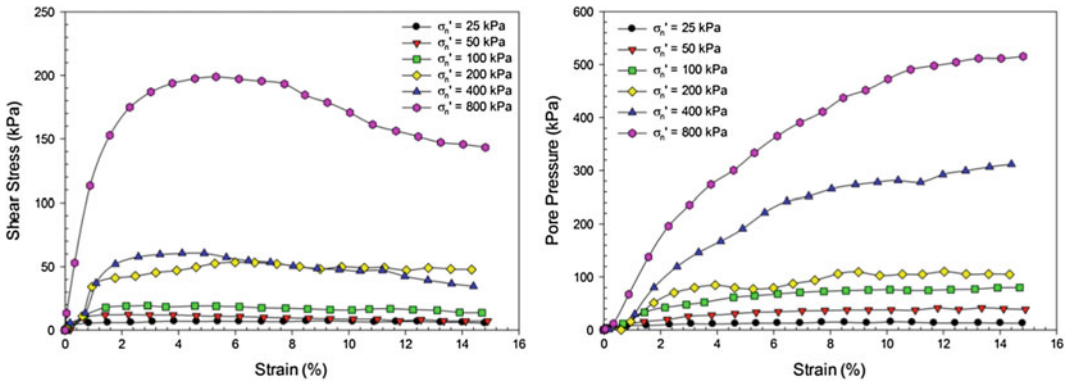 250
200
150
100
50
0
Shear Stress (kPa)
0 2 4 6 8 10 12 14 16
Strain (%)
σn' = 25 kPa
σn' = 50 kPa
σn' = 100 kPa
σn' = 200 kPa
σn' = 400 kPa
σn' = 800 kPa
600
500
400
300
200
100
0
Pore Pressure (kPa)
0 2 4 6 8 10 12 14 16
Strain (%)
σn' = 25 kPa
σn' = 50 kPa
σn' = 100 kPa
σn' = 200 kPa
σn' = 400 kPa
σn' = 800 kPa